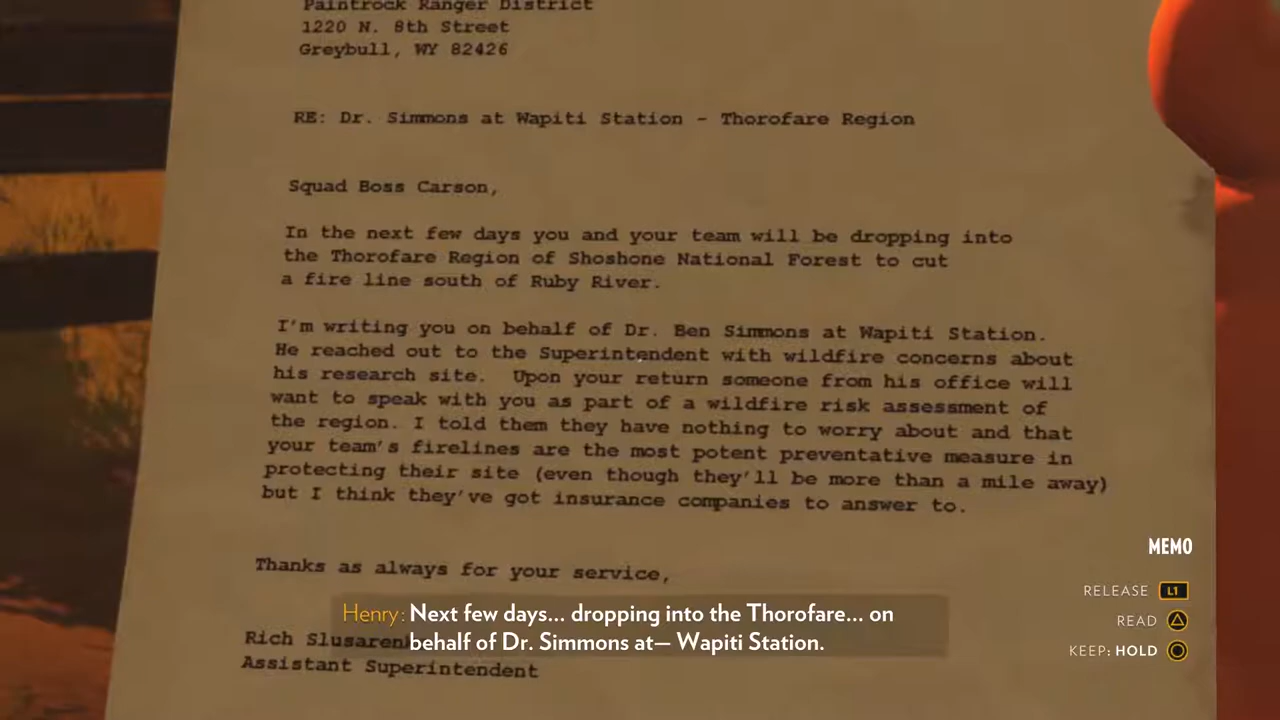 Paintrock Ranger District
1220 N. 8th Street
Greybull, WY 82426
RE: Dr. Simmons at Wapiti Station - Thorofare Region
Squad Boss Carson,
In the next few days you and your team will be dropping into
the Thorofare Region of Shoshone National Forest to cut
a fire line south of Ruby River.
I'm writing you on behalf of Dr. Ben Simmons at Wapiti Station.
He reached out to the Superintendent with wildfire concerns about
his research site. Upon your return someone from his office will
want to speak with you as part of a wildfire risk assessment of
the region. I told them they have nothing to worry about and that
your team's firelines are the most potent preventative measure in
protecting their site (even though they'll be more than a mile away)
but I think they've got insurance companies to answer to.
Thanks as always for your service,
Rich
Assistant Superintendent
Henry: Next few days... dropping into the Thorofare... on
behalf of Dr. Simmons at— Wapiti Station.
MEMO
RELEASE L1
READ
KEEP: HOLD